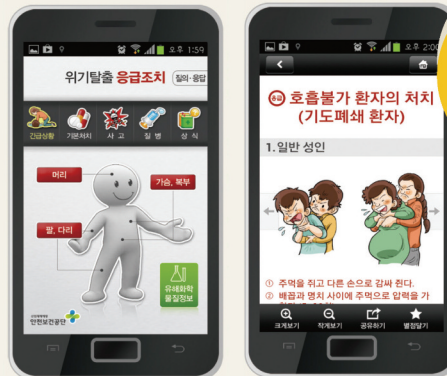 오후 1:59
위기탈출 응급조치 질의·응답
긴급상황 기본처치 사고 질병 상식
머리
가슴, 복부
팔, 다리
유해화학
물질정보
안전보건공단
오후 2:00
응급 호흡불가 환자의 처치
(기도폐쇄 환자)
1.일반 성인
① 주먹을 쥐고 다른 손으로 감싸 쥔다.
② 배꼽과 명치 사이에 주먹으로 압력을 가
크게보기 작게보기 공유하기 별점달기